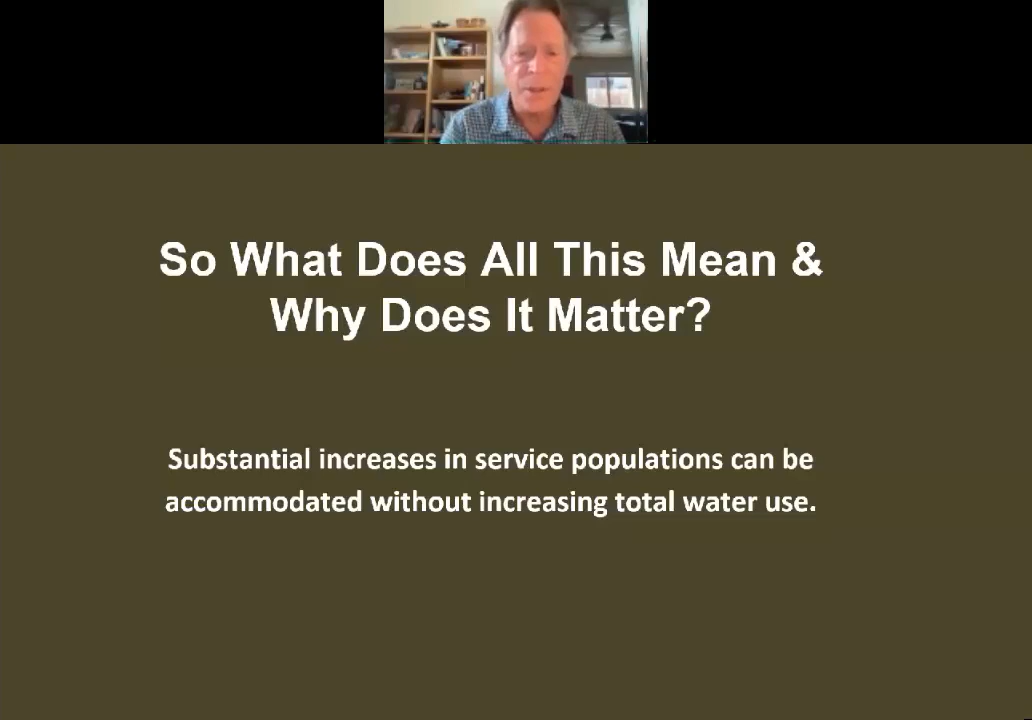 So What Does All This Mean &
Why Does It Matter?
Substantial increases in service populations can be
accommodated without increasing total water use.